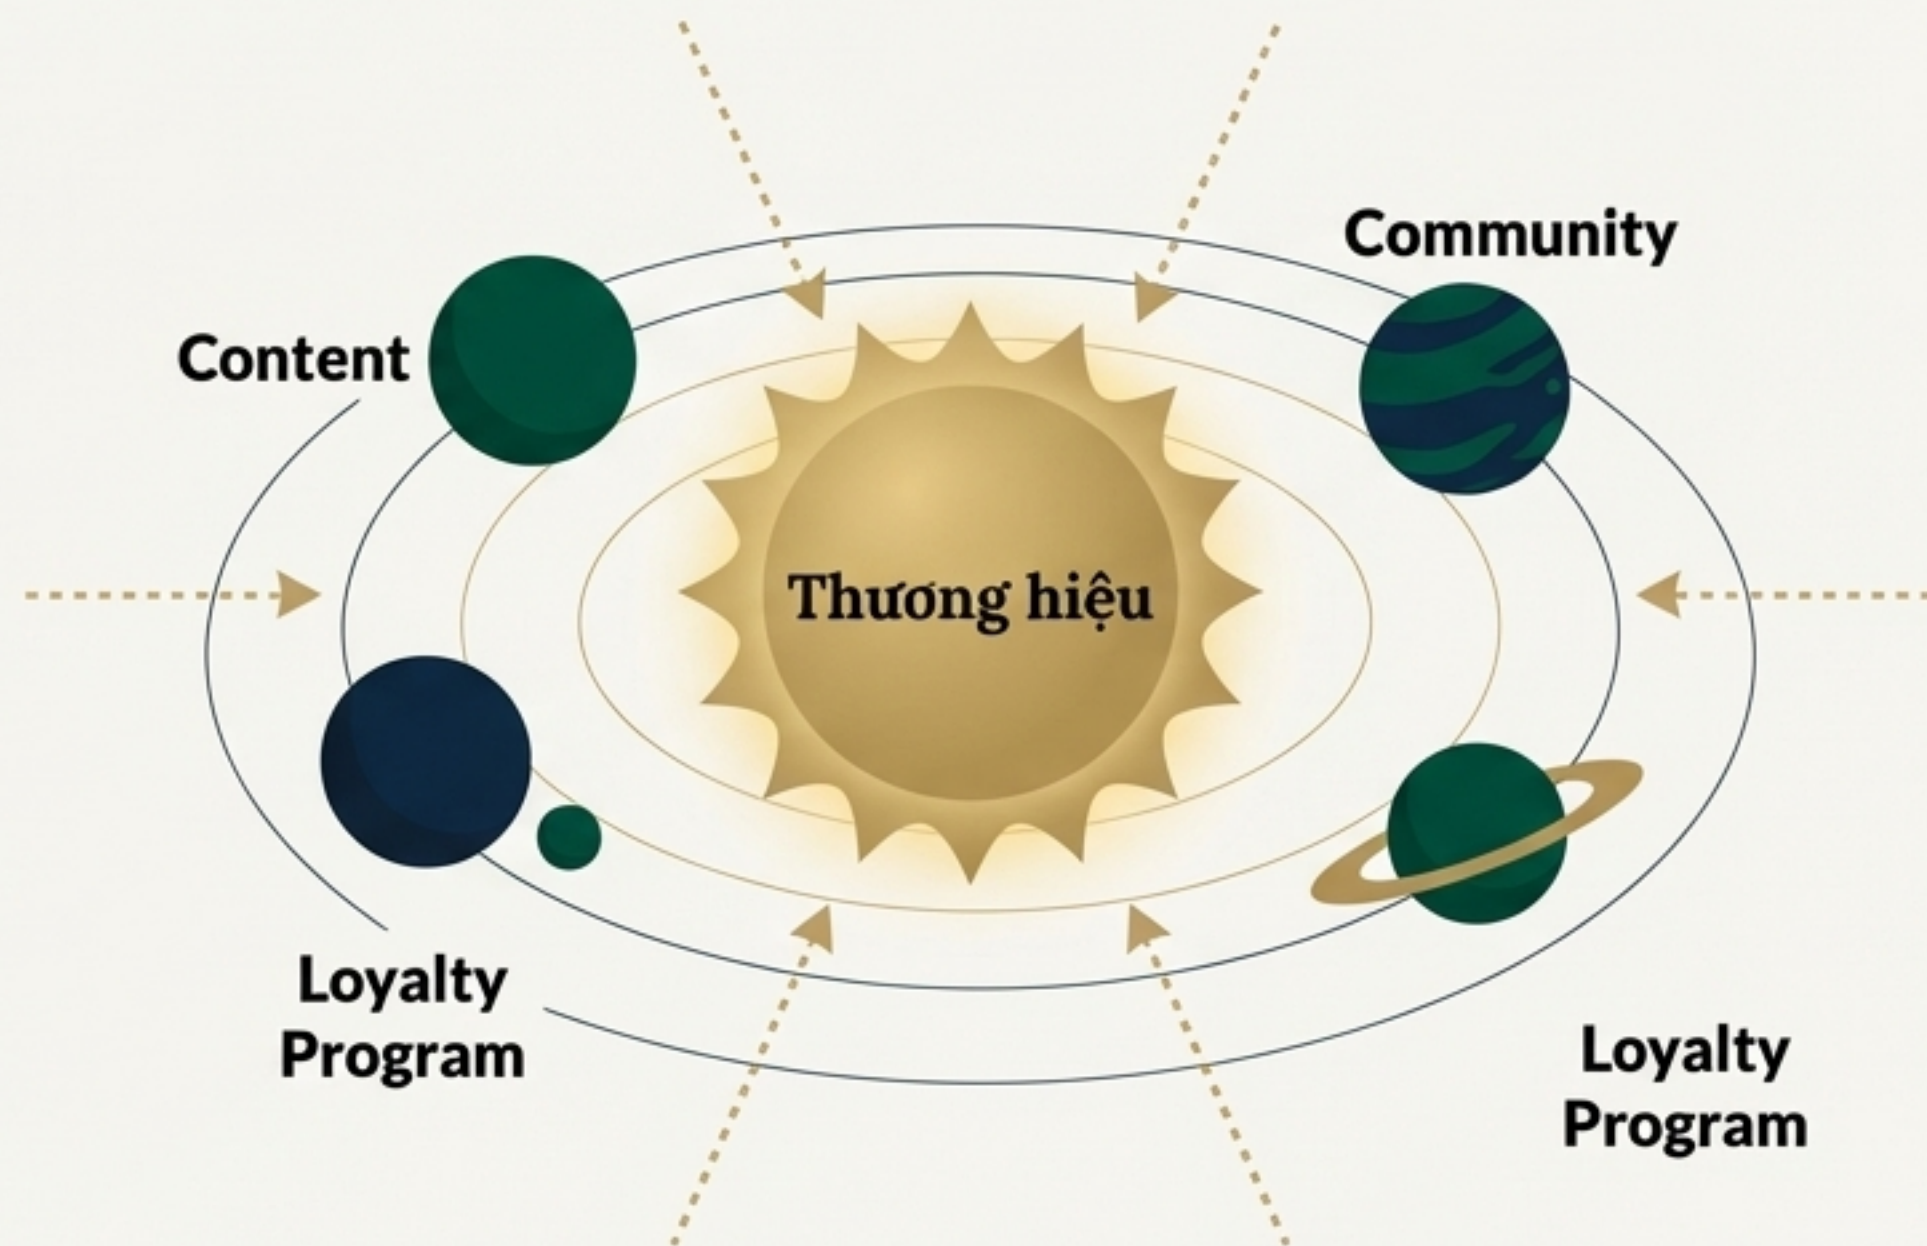 Community
Content
Thương hiệu
Loyalty
Program
Loyalty
Program